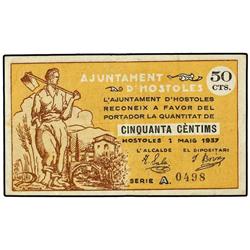 AJUNTAMENT
D'HOSTOLES
50
CTS.
L'AJUNTAMENT D'HOSTOLES
RECONEIX A FAVOR DEL
PORTADOR LA QUANTITAT DE
CINQUANTA CÈNTIMS
HOSTOLES 1 MAIG 1937
L'ALCALDE EL DIPOSITARI
SERIE A. 0498